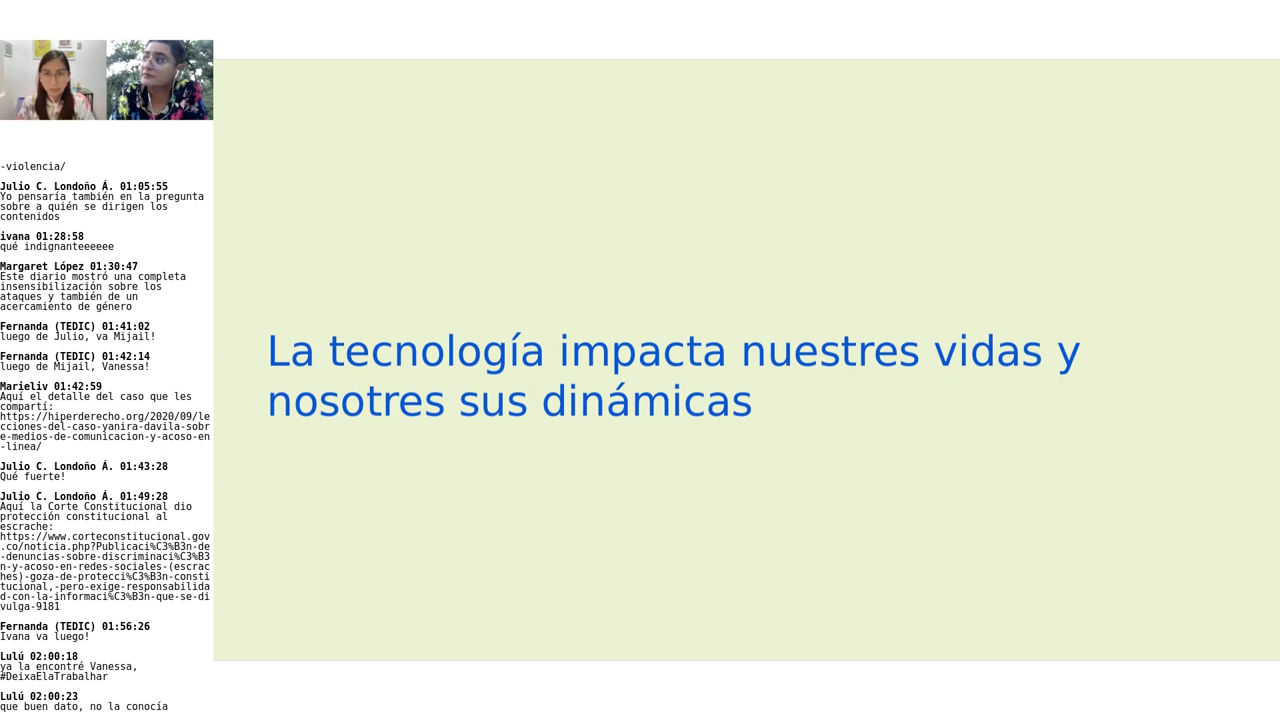 -violencia/
Julio C. Londoño Á. 01:05:55
Yo pensaría también en la pregunta
sobre a quién se dirigen los
contenidos
ivana 01:28:58
qué indignanteeeeee
Margaret López 01:30:47
Este diario mostró una completa
insensibilización sobre los
ataques y también de un
acercamiento de género
Fernanda (TEDIC) 01:41:02
luego de Julio, va Mijail!
Fernanda (TEDIC) 01:42:14
luego de Mijail, Vanessa!
Marieliv 01:42:59
Aquí el detalle del caso que les
compartí:
https://hiperderecho.org/2020/09/le
cciones-del-caso-yanira-davila-sobr
e-medios-de-comunicacion-y-acoso-en
-linea/
Julio C. Londoño Á. 01:43:28
Qué fuerte!
Julio C. Londoño Á. 01:49:28
Aquí la Corte Constitucional dio
protección constitucional al
escrache:
https://www.corteconstitucional.gov
.co/noticia.php?Publicaci%C3%B3n-de
-denuncias-sobre-discriminaci%C3%B3
n-y-acoso-en-redes-sociales-(escrac
hes)-goza-de-protecci%C3%B3n-consti
tucional,-pero-exige-responsabilida
d-con-la-informaci%C3%B3n-que-se-di
vulga-9181
Fernanda (TEDIC) 01:56:26
Ivana va luego!
Lulú 02:00:18
ya la encontré Vanessa,
#DeixaElaTrabalhar
Lulú 02:00:23
que buen dato, no la conocía
La tecnología impacta nuestres vidas y
nosotres sus dinámicas